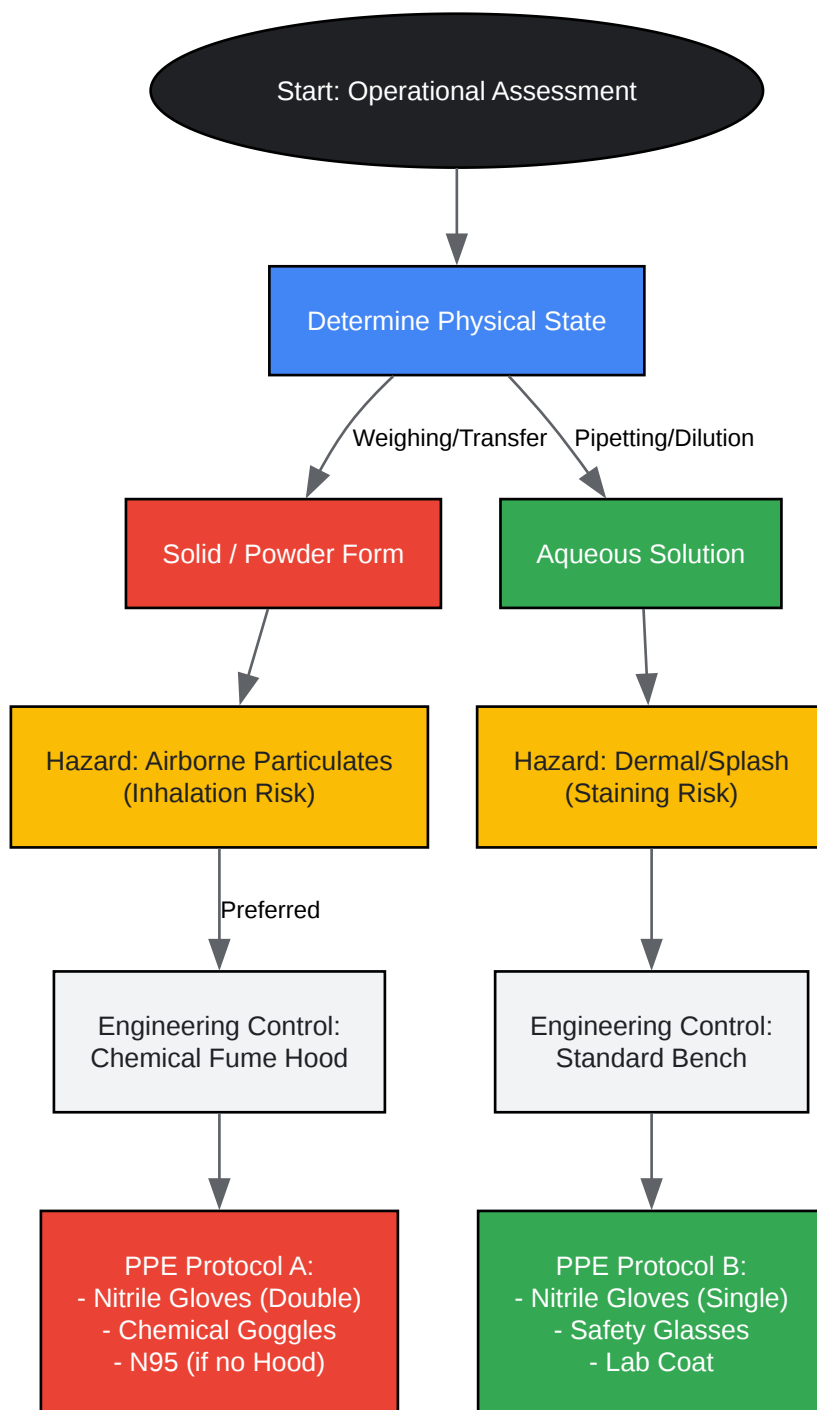 Start: Operational Assessment
Determine Physical State
Weighing/Transfer
Pipetting/Dilution
Solid / Powder Form
Aqueous Solution
Hazard: Airborne Particulates
(Inhalation Risk)
Hazard: Dermal/Splash
(Staining Risk)
Preferred
Engineering Control:
Chemical Fume Hood
Engineering Control:
Standard Bench
PPE Protocol A:
- Nitrile Gloves (Double)
- Chemical Goggles
- N95 (if no Hood)
PPE Protocol B:
- Nitrile Gloves (Single)
- Safety Glasses
- Lab Coat